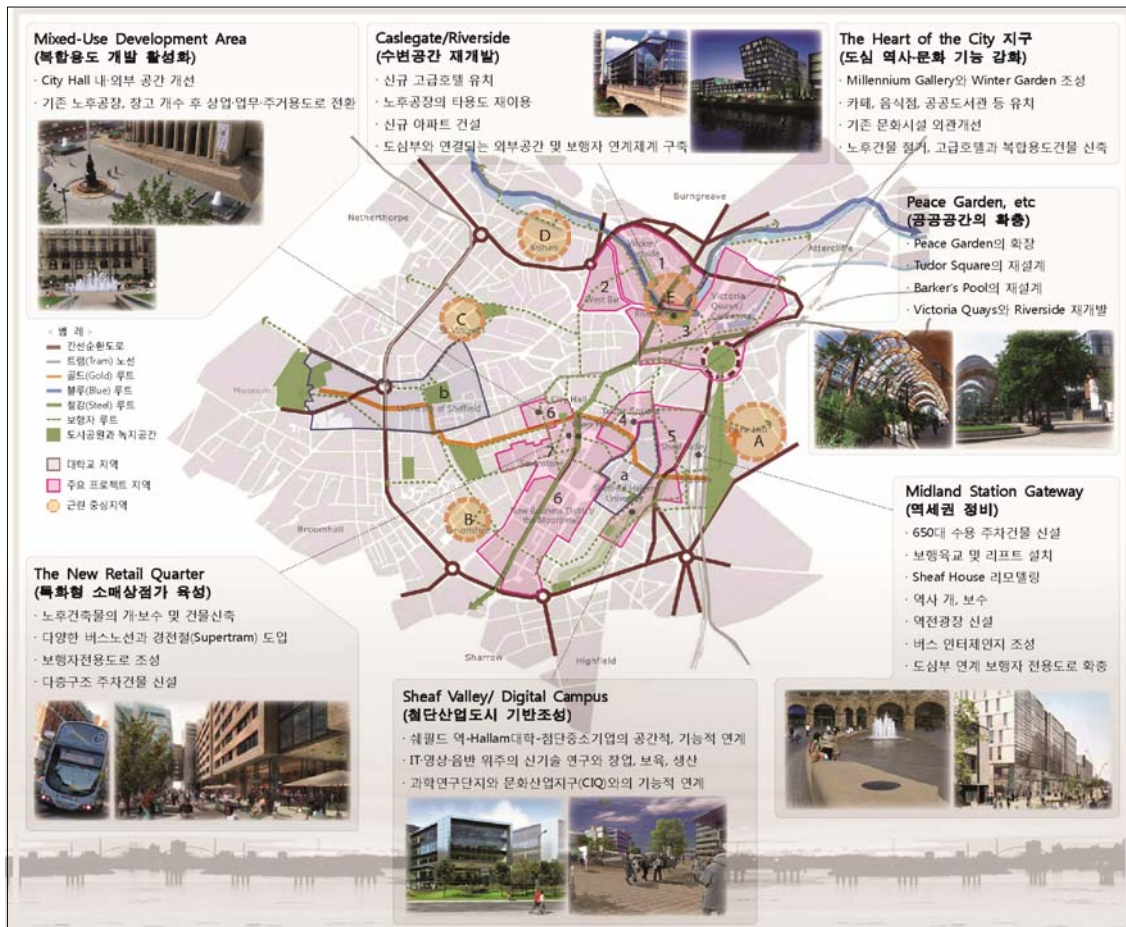 Mixed-Use Development Area
(복합용도 개발 활성화)
· City Hall 내·외부 공간 개선
· 기존 노후공장, 창고 개수 후 상업·업무·주거용도로 전환
Caslegate/Riverside
(수변공간 재개발)
· 신규 고급호텔 유치
· 노후공장의 타용도 재이용
· 신규 아파트 건설
· 도심부와 연결되는 외부공간 및 보행자 연계체계 구축
The Heart of the City 지구
(도심 역사·문화 기능 강화)
· Millennium Gallery와 Winter Garden 조성
· 카페, 음식점, 공공도서관 등 유치
· 기존 문화시설 외관개선
· 노후건물 철거, 고급호텔과 복합용도건물 신축
Peace Garden, etc
(공공공간의 확충)
· Peace Garden의 확장
· Tudor Square의 재설계
· Barker's Pool의 재설계
· Victoria Quays와 Riverside 재개발
< 범 례 >
간선순환도로
트램(Tram) 노선
골드(Gold) 루트
블루(Blue) 루트
철강(Steel) 루트
보행자 루트
도시공원과 녹지공간
대학교 지역
주요 프로젝트 지역
근린 중심지역
Netherthorpe
Burngreave
Attercliffe
D
1
2
West Bar
E
Victoria
Quays/
3
C
Museum
b
University of Sheffield
City Hall
6
4
7
5
A
a
Sheffield Hallam
University
6
New Business District/
B
Broomhall
Sharrow
Highfield
Midland Station Gateway
(역세권 정비)
· 650대 수용 주차건물 신설
· 보행육교 및 리프트 설치
· Sheaf House 리모델링
· 역사 개, 보수
· 역전광장 신설
· 버스 인터체인지 조성
· 도심부 연계 보행자 전용도로 확충
The New Retail Quarter
(특화형 소매상점가 육성)
· 노후건축물의 개·보수 및 건물신축
· 다양한 버스노선과 경전철(Supertram) 도입
· 보행자전용도로 조성
· 다층구조 주차건물 신설
Sheaf Valley/ Digital Campus
(첨단산업도시 기반조성)
· 쉐필드 역-Hallam대학-첨단중소기업의 공간적, 기능적 연계
· IT·영상·음반 위주의 신기술 연구와 창업, 보육, 생산
· 과학연구단지와 문화산업지구(CIQ)와의 기능적 연계